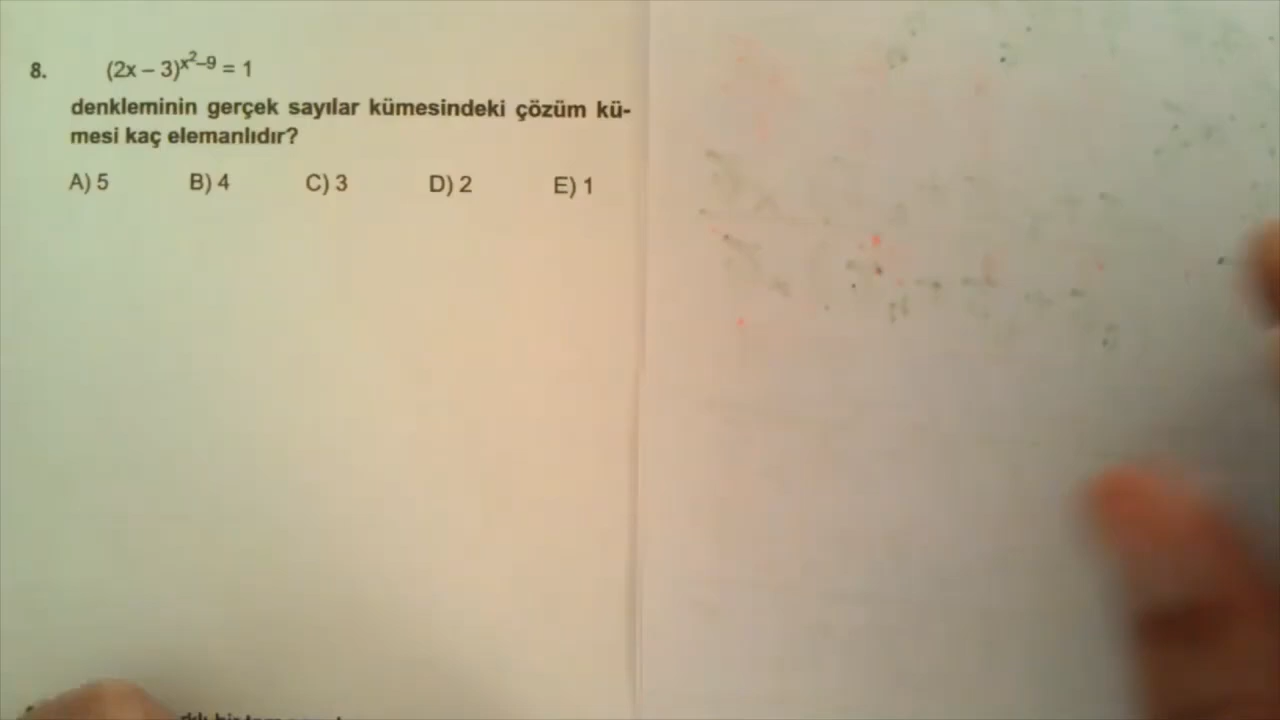 8. (2x – 3)^x²–9 = 1
denkleminin gerçek sayılar kümesindeki çözüm kü-
mesi kaç elemanlıdır?
A) 5 B) 4 C) 3 D) 2 E) 1
bir